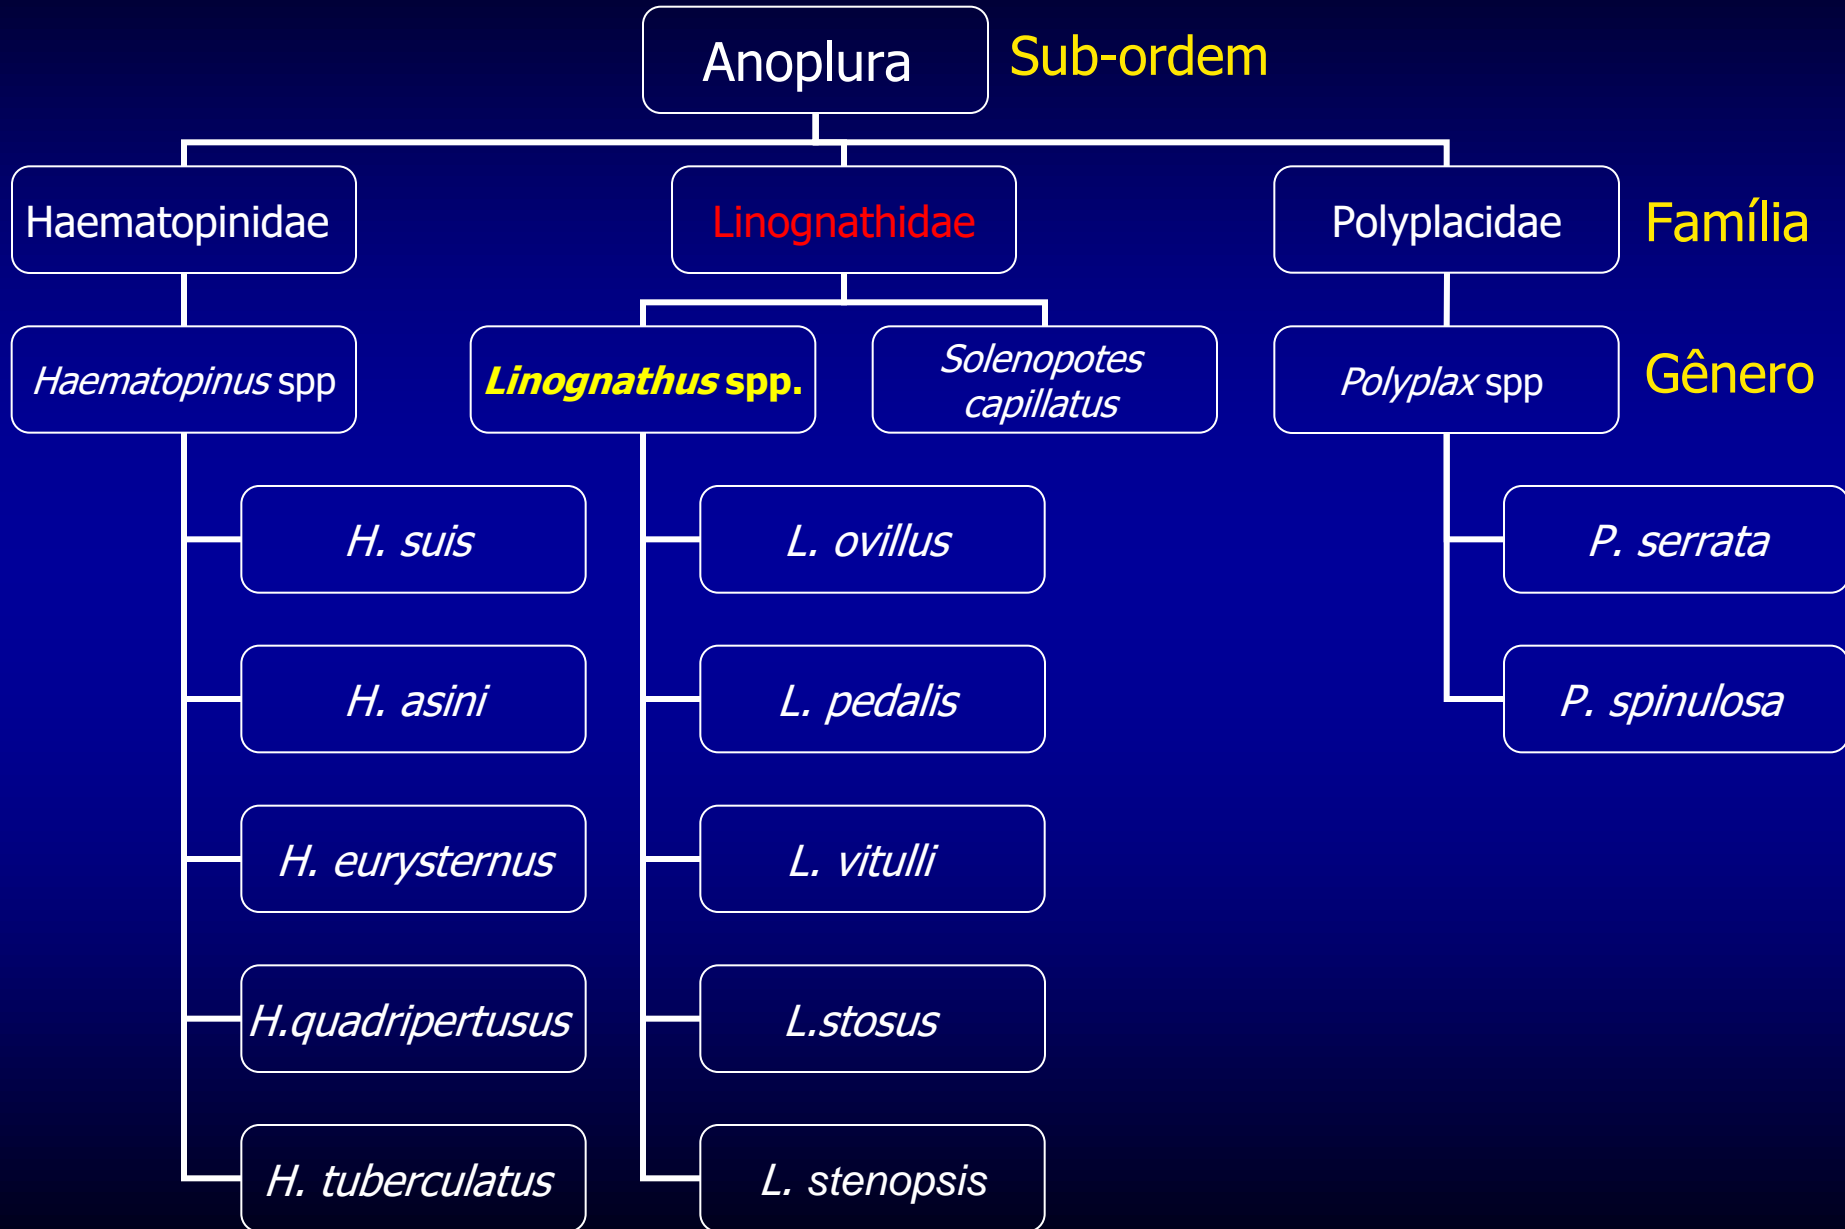 Anoplura
Sub-ordem
Haematopinidae
Linognathidae
Polyplacidae
Família
Haematopinus spp
Linognathus spp.
Solenopotes
capillatus
Polyplax spp
Gênero
H. suis
L. ovillus
P. serrata
H. asini
L. pedalis
P. spinulosa
H. eurysternus
L. vitulli
H.quadripertusus
L.stosus
H. tuberculatus
L. stenopsis